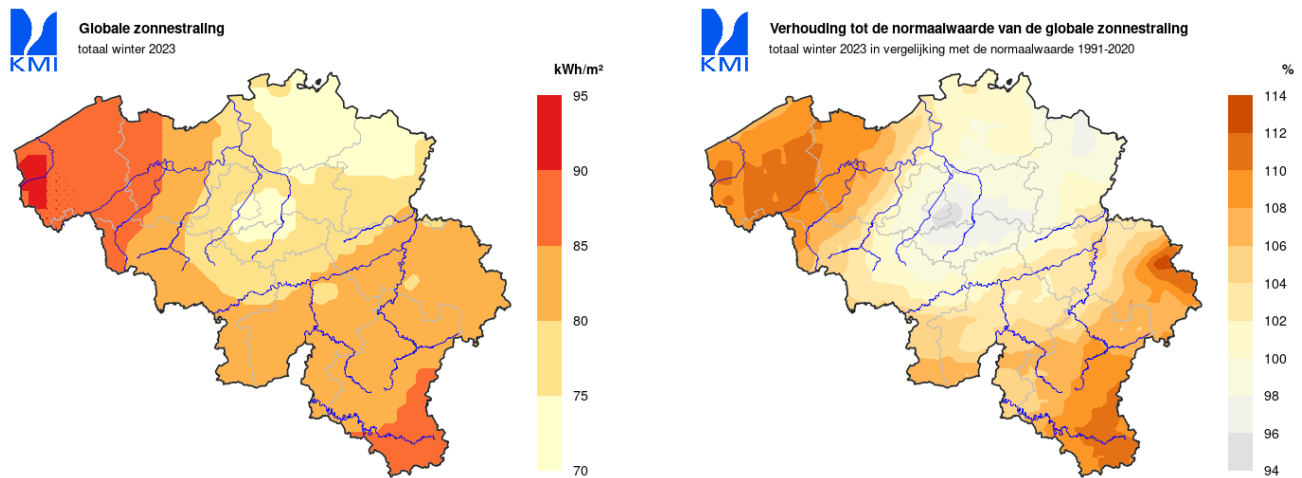 KMI
Globale zonnestraling
totaal winter 2023
kWh/m²
95
90
85
80
75
70
KMI
Verhouding tot de normaalwaarde van de globale zonnestraling
totaal winter 2023 in vergelijking met de normaalwaarde 1991-2020
%
114
112
110
108
106
104
102
100
98
96
94